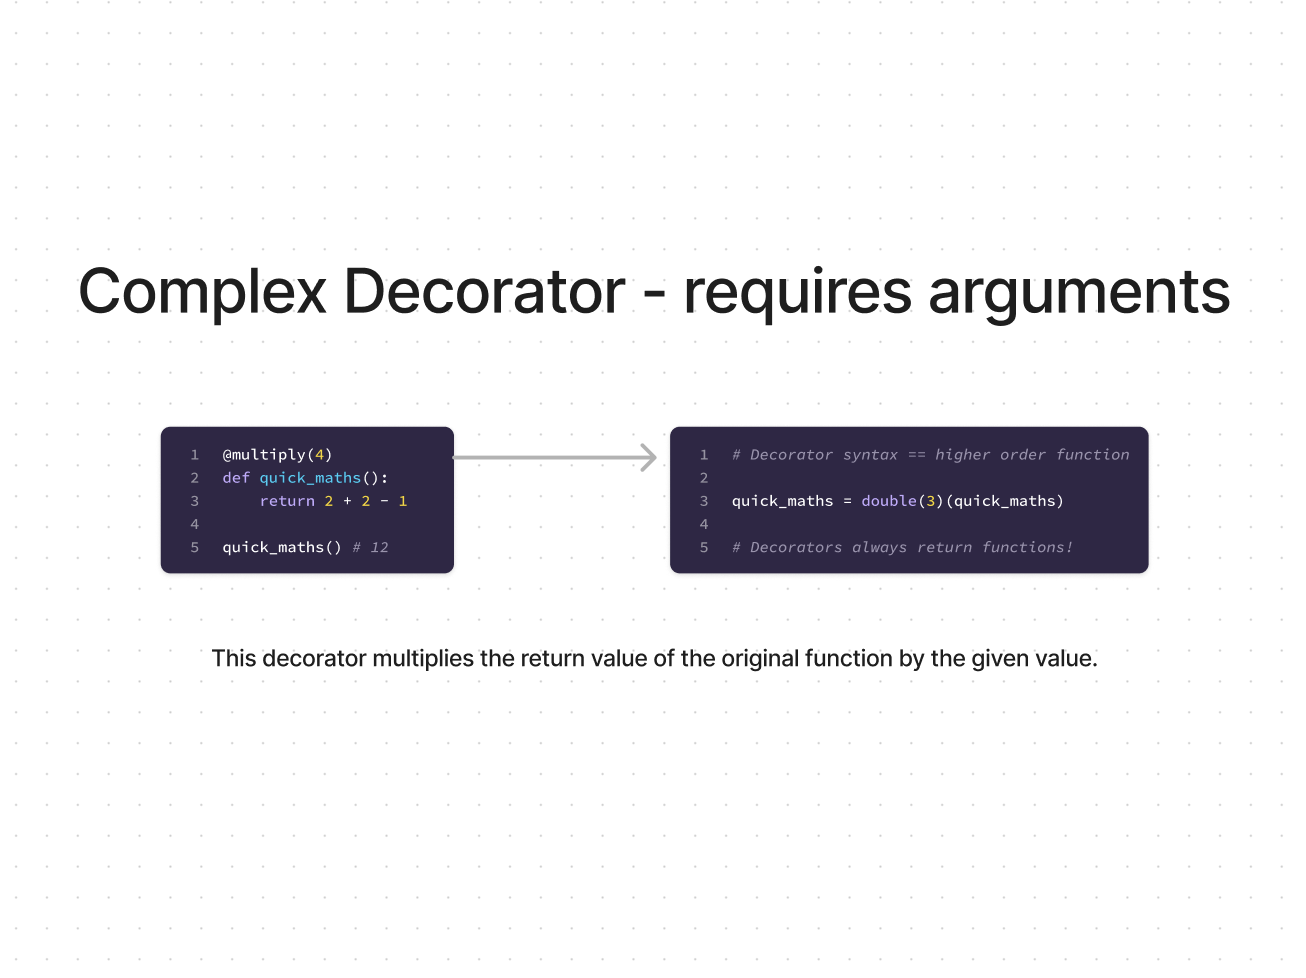 Complex Decorator - requires arguments
1 @multiply(4)
2 def quick_maths():
3     return 2 + 2 - 1
4
5 quick_maths() # 12
1 # Decorator syntax == higher order function
2
3 quick_maths = double(3)(quick_maths)
4
5 # Decorators always return functions!
This decorator multiplies the return value of the original function by the given value.